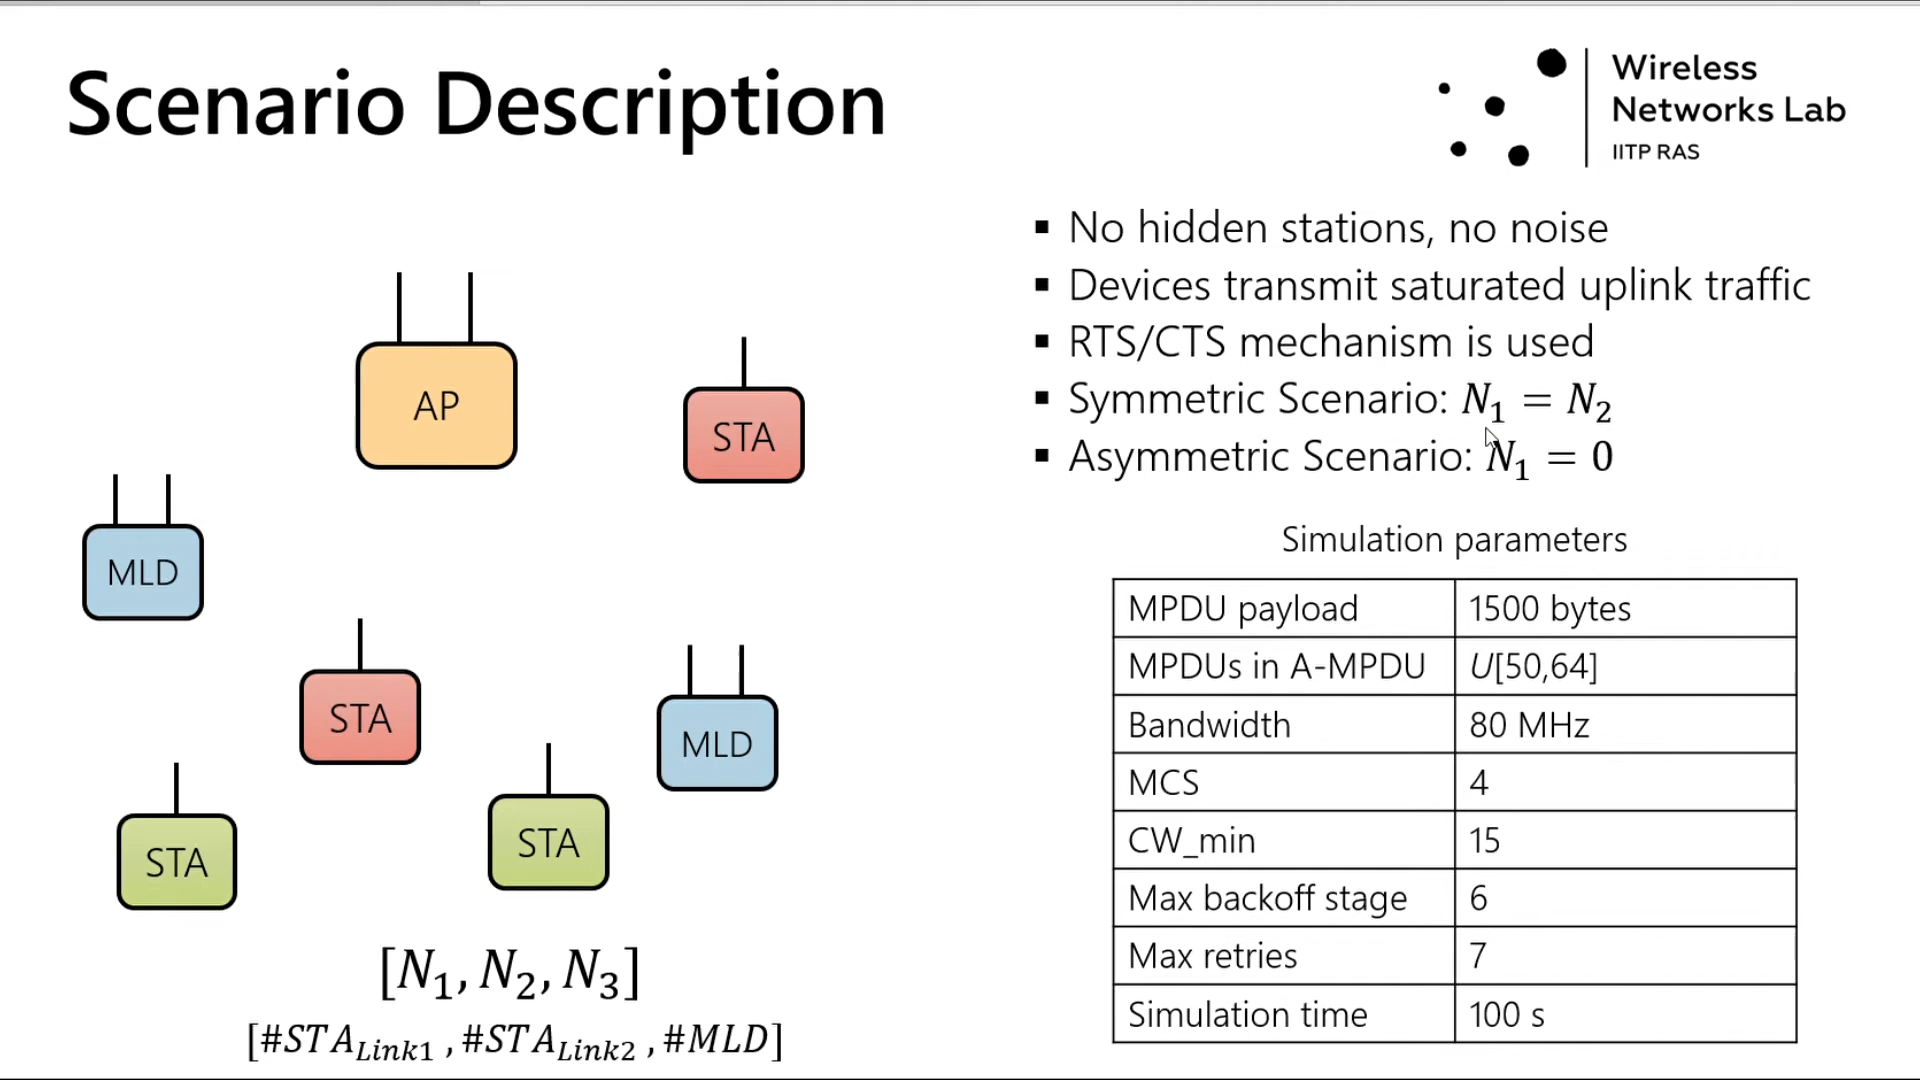 Scenario Description
Wireless
Networks Lab
IITP RAS
▪ No hidden stations, no noise
▪ Devices transmit saturated uplink traffic
▪ RTS/CTS mechanism is used
▪ Symmetric Scenario: N₁ = N₂
▪ Asymmetric Scenario: N₁ = 0
AP
STA
MLD
STA
MLD
STA
STA
[N₁, N₂, N₃]
[#STA_Link1 , #STA_Link2 , #MLD]
Simulation parameters
MPDU payload 1500 bytes
MPDUs in A-MPDU U[50,64]
Bandwidth 80 MHz
MCS 4
CW_min 15
Max backoff stage 6
Max retries 7
Simulation time 100 s